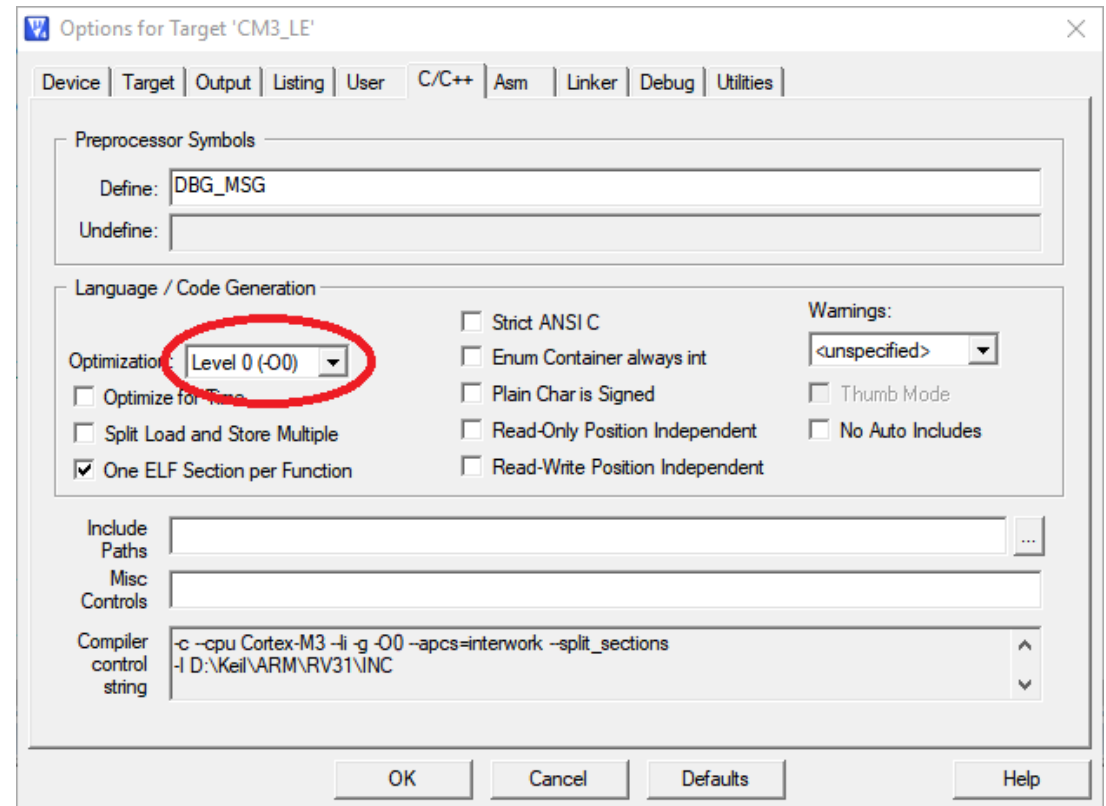 Options for Target 'CM3_LE'
Device Target Output Listing User C/C++ Asm Linker Debug Utilities
Preprocessor Symbols
Define: DBG_MSG
Undefine:
Language / Code Generation
Optimization: Level 0 (-O0)
Optimize for Time
Split Load and Store Multiple
One ELF Section per Function
Strict ANSI C
Enum Container always int
Plain Char is Signed
Read-Only Position Independent
Read-Write Position Independent
Warnings:
<unspecified>
Thumb Mode
No Auto Includes
Include
Paths
...
Misc
Controls
Compiler
control
string
-c --cpu Cortex-M3 --li -g -O0 --apcs=interwork --split_sections
-I D:\Keil\ARM\RV31\INC
OK Cancel Defaults Help